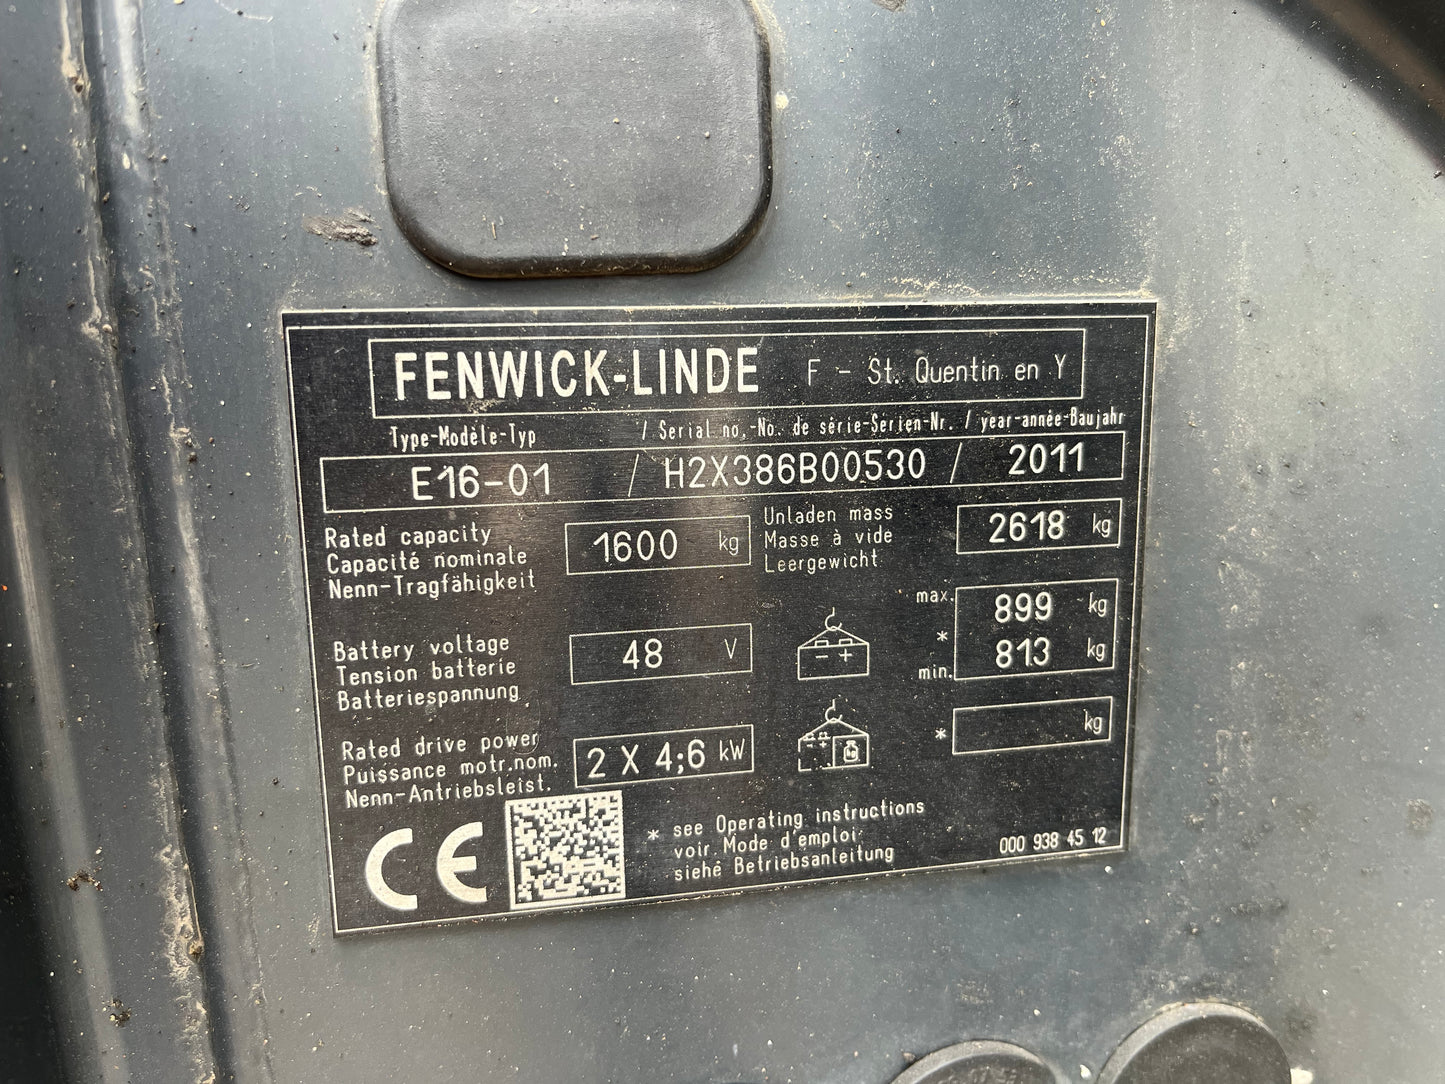 FENWICK-LINDE F - St. Quentin en Y
Type-Modèle-Typ / Serial no.-No. de série-Serien-Nr. / year-année-Baujahr
E16-01 / H2X386B00530 / 2011
Rated capacity
Capacité nominale
Nenn-Tragfähigkeit
1600 kg
Unladen mass
Masse à vide
Leergewicht
2618 kg
Battery voltage
Tension batterie
Batteriespannung
48 V
max. 899 kg
*
min. 813 kg
Rated drive power
Puissance motr.nom.
Nenn-Antriebsleist.
2 X 4;6 kW
* kg
CE
* see Operating instructions
voir Mode d'emploi
siehe Betriebsanleitung
000 938 45 12